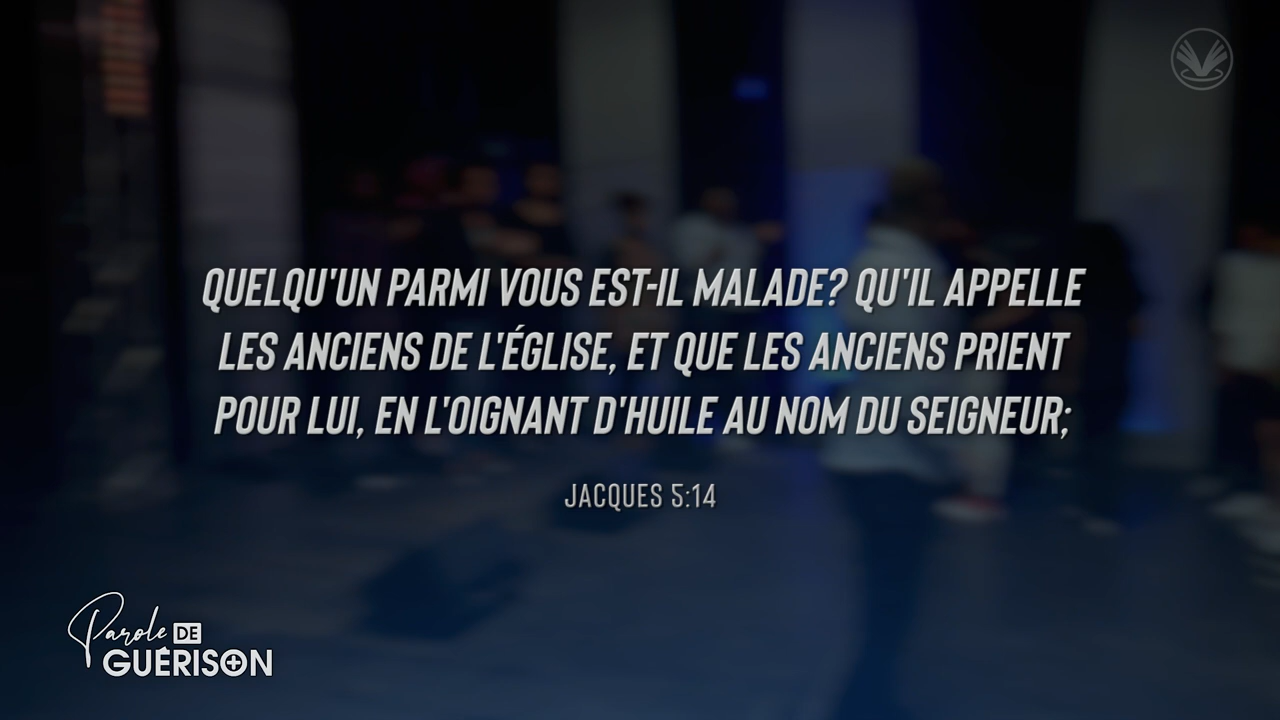 QUELQU'UN PARMI VOUS EST-IL MALADE? QU'IL APPELLE
LES ANCIENS DE L'ÉGLISE, ET QUE LES ANCIENS PRIENT
POUR LUI, EN L'OIGNANT D'HUILE AU NOM DU SEIGNEUR;
JACQUES 5:14
Parole DE
GUÉRISON